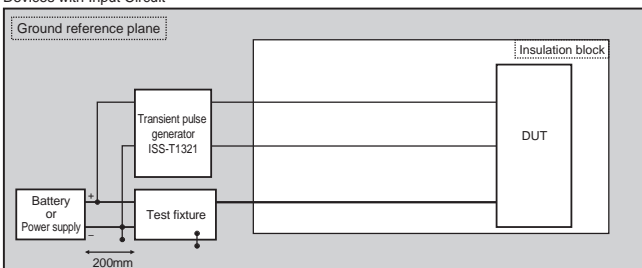 Devices with Input Circuit
Ground reference plane
Insulation block
Transient pulse
generator
ISS-T1321
DUT
Battery
or
Power supply
+
−
Test fixture
200mm